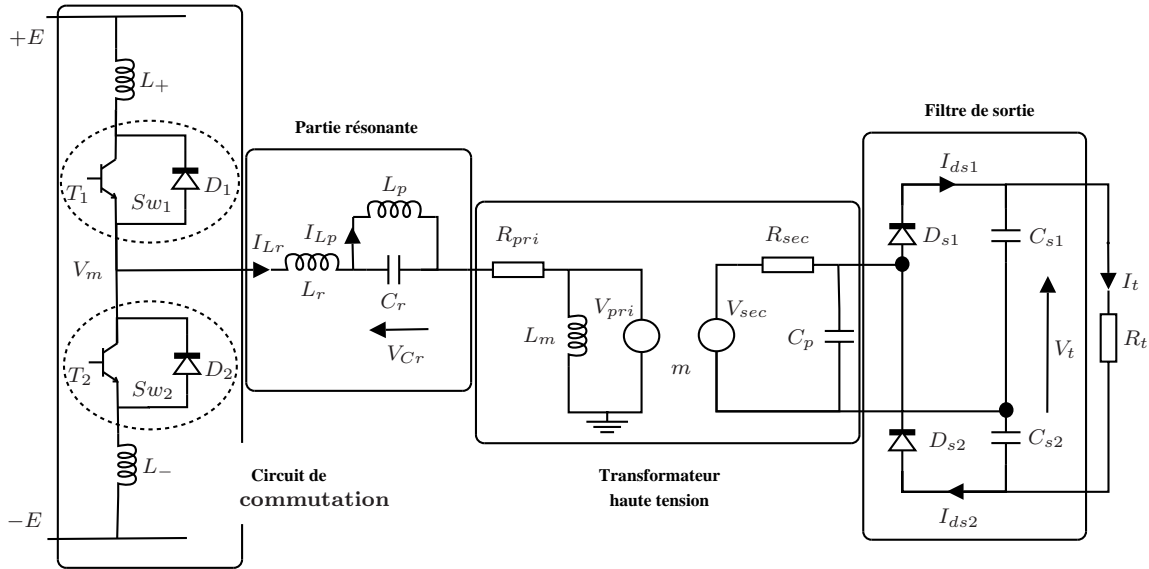 +E
L+
T1
Sw1
D1
Vm
T2
Sw2
D2
L−
−E
Circuit de
commutation
Partie résonante
Lp
ILr
ILp
Lr
Cr
VCr
Rpri
Lm
Vpri
m
Vsec
Rsec
Cp
Transformateur
haute tension
Filtre de sortie
Ids1
Ds1
Cs1
It
Vt
Rt
Ds2
Cs2
Ids2